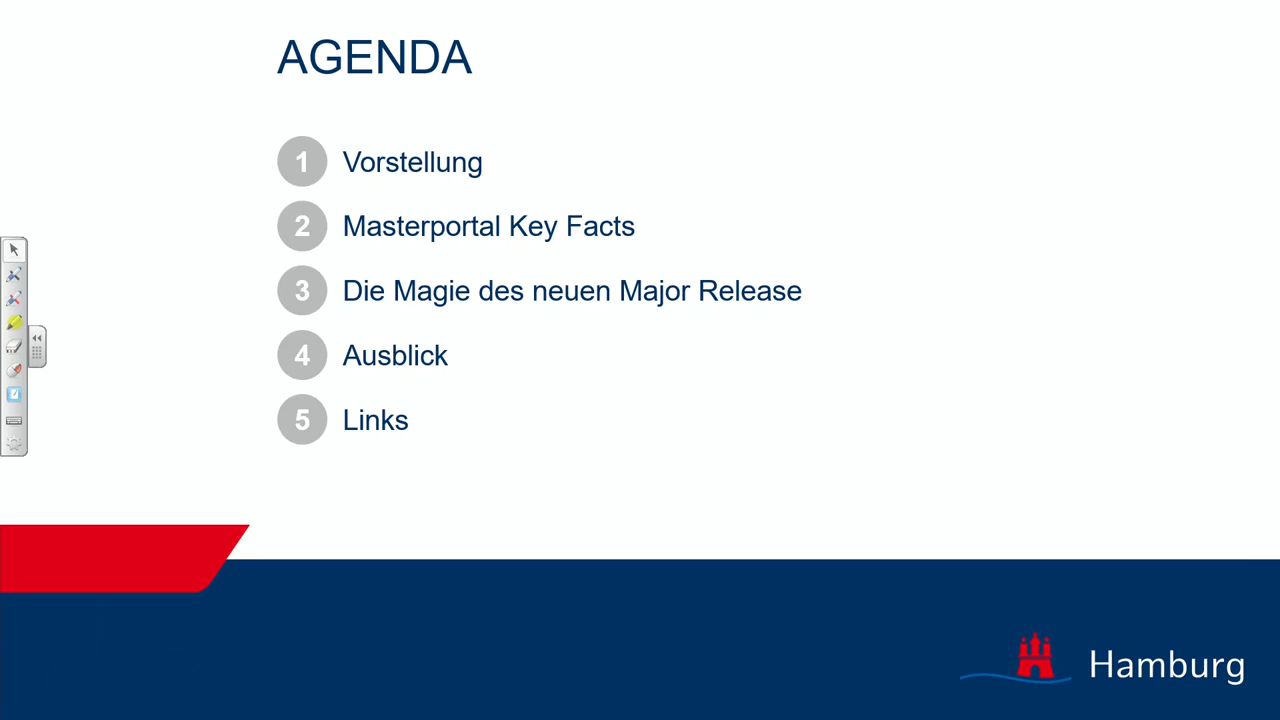 AGENDA
1 Vorstellung
2 Masterportal Key Facts
3 Die Magie des neuen Major Release
4 Ausblick
5 Links
Hamburg